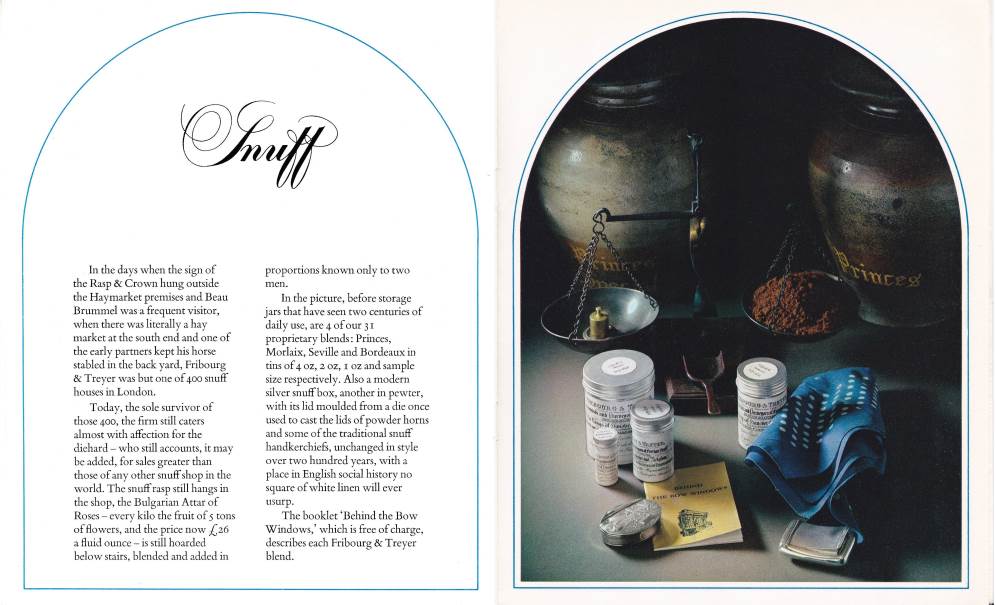 Snuff
In the days when the sign of
the Rasp & Crown hung outside
the Haymarket premises and Beau
Brummel was a frequent visitor,
when there was literally a hay
market at the south end and one of
the early partners kept his horse
stabled in the back yard, Fribourg
& Treyer was but one of 400 snuff
houses in London.
Today, the sole survivor of
those 400, the firm still caters
almost with affection for the
diehard – who still accounts, it may
be added, for sales greater than
those of any other snuff shop in the
world. The snuff rasp still hangs in
the shop, the Bulgarian Attar of
Roses – every kilo the fruit of 5 tons
of flowers, and the price now £26
a fluid ounce – is still hoarded
below stairs, blended and added in
proportions known only to two
men.
In the picture, before storage
jars that have seen two centuries of
daily use, are 4 of our 31
proprietary blends: Princes,
Morlaix, Seville and Bordeaux in
tins of 4 oz, 2 oz, 1 oz and sample
size respectively. Also a modern
silver snuff box, another in pewter,
with its lid moulded from a die once
used to cast the lids of powder horns
and some of the traditional snuff
handkerchiefs, unchanged in style
over two hundred years, with a
place in English social history no
square of white linen will ever
usurp.
The booklet ‘Behind the Bow
Windows,’ which is free of charge,
describes each Fribourg & Treyer
blend.
Princes
Princes
BEHIND
THE BOW WINDOWS